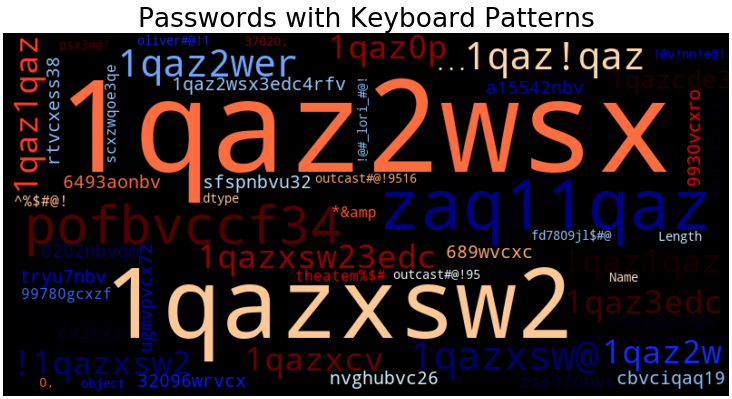 Passwords with Keyboard Patterns
psx3#@!
oliver#@!1
37020.
1qaz0p
...
1qaz!qaz
!@v!nn!e@!
1qaz1qaz
rtvcxess38
scxzwqoe3qe
1qaz2wer
1qaz2wsx3edc4rfv
!@#_lori_#@!
a15542nbv
1qazcde3
9930vcxro
1qaz2wsx
6493aonbv
sfspnbvu32
outcast#@!9516
^%$#@!
dtype
zaq11qaz
pofbvccf34
*&amp
fd7809jl$#@
Length
0202nbvqm
ugmvpvcx72
1qazxsw23edc
689wvcxc
tryu7nbv
theatem%$#
outcast#@!95
Name
99780gcxzf
1qazxsw2
1qaz3edc
!1qazxsw2
1qazxcv
1qazxsw@
1qaz2w
0,
object
32096wrvcx
nvghubvc26
cbvciqaq19